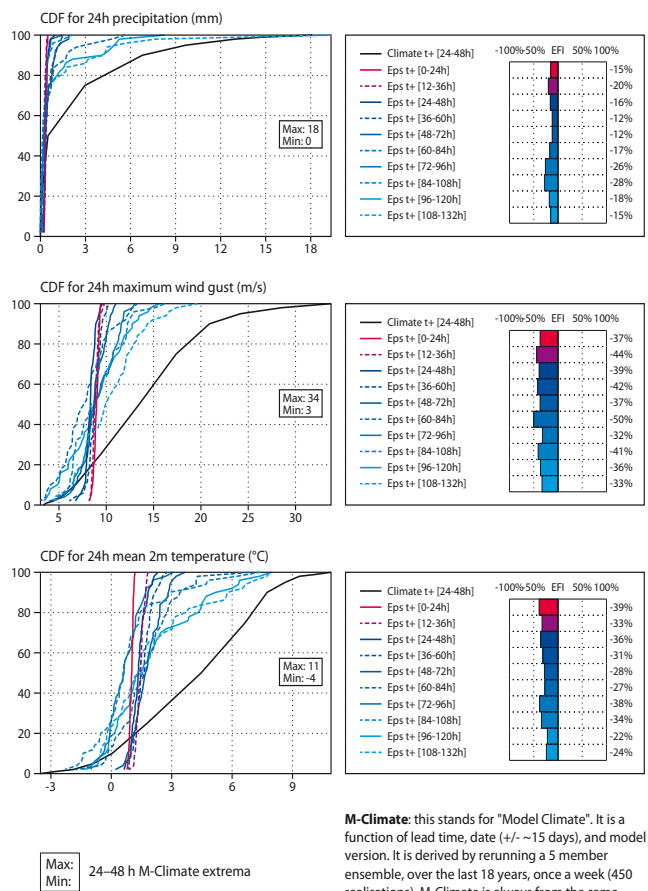 CDF for 24h precipitation (mm)
100
80
60
40
20
0
0 3 6 9 12 15 18
Max: 18
Min: 0
Climate t+ [24-48h]
Eps t+ [0-24h]
Eps t+ [12-36h]
Eps t+ [24-48h]
Eps t+ [36-60h]
Eps t+ [48-72h]
Eps t+ [60-84h]
Eps t+ [72-96h]
Eps t+ [84-108h]
Eps t+ [96-120h]
Eps t+ [108-132h]
-100% -50% EFI 50% 100%
-15%
-20%
-16%
-12%
-12%
-17%
-26%
-28%
-18%
-15%
CDF for 24h maximum wind gust (m/s)
100
80
60
40
20
0
5 10 15 20 25 30
Max: 34
Min: 3
Climate t+ [24-48h]
Eps t+ [0-24h]
Eps t+ [12-36h]
Eps t+ [24-48h]
Eps t+ [36-60h]
Eps t+ [48-72h]
Eps t+ [60-84h]
Eps t+ [72-96h]
Eps t+ [84-108h]
Eps t+ [96-120h]
Eps t+ [108-132h]
-100% -50% EFI 50% 100%
-37%
-44%
-39%
-42%
-37%
-50%
-32%
-41%
-36%
-33%
CDF for 24h mean 2m temperature (°C)
100
80
60
40
20
0
-3 0 3 6 9
Max: 11
Min: -4
Climate t+ [24-48h]
Eps t+ [0-24h]
Eps t+ [12-36h]
Eps t+ [24-48h]
Eps t+ [36-60h]
Eps t+ [48-72h]
Eps t+ [60-84h]
Eps t+ [72-96h]
Eps t+ [84-108h]
Eps t+ [96-120h]
Eps t+ [108-132h]
-100% -50% EFI 50% 100%
-39%
-33%
-36%
-31%
-28%
-27%
-38%
-34%
-22%
-24%
Max:
Min:
24–48 h M-Climate extrema
M-Climate: this stands for "Model Climate". It is a
function of lead time, date (+/- ~15 days), and model
version. It is derived by rerunning a 5 member
ensemble, over the last 18 years, once a week (450
realisations). M-Climate is always from the same